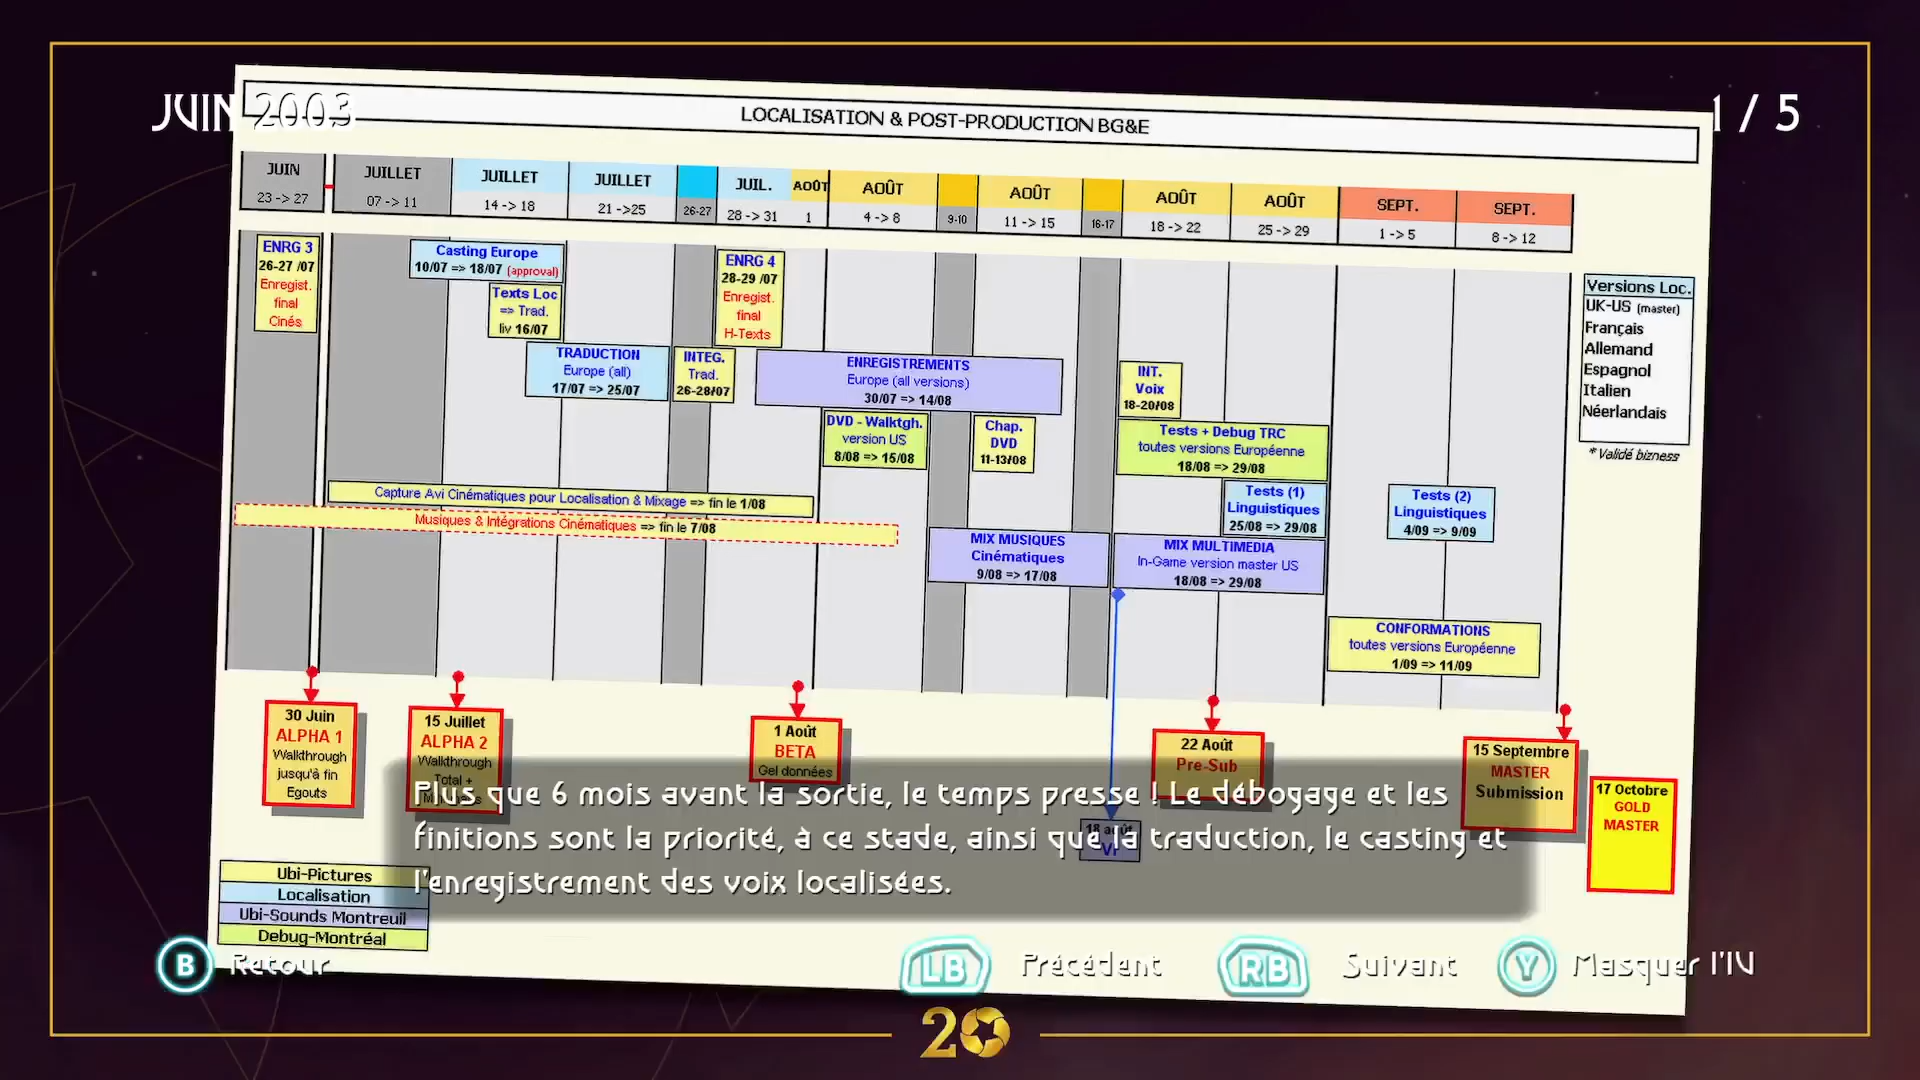 JUIN 2003
1 / 5
LOCALISATION & POST-PRODUCTION BG&E
JUIN
23 -> 27
JUILLET
07 -> 11
JUILLET
14 -> 18
JUILLET
21 ->25
26-27
JUIL.
28 -> 31
AOÛT
1
AOÛT
4 -> 8
9-10
AOÛT
11 -> 15
16-17
AOÛT
18 -> 22
AOÛT
25 -> 29
SEPT.
1 -> 5
SEPT.
8 -> 12
ENRG 3
26-27 /07
Enregist.
final
Cinés
Casting Europe
10/07 => 18/07 (approval)
Texts Loc
=> Trad.
liv 16/07
ENRG 4
28-29 /07
Enregist.
final
H-Texts
TRADUCTION
Europe (all)
17/07 => 25/07
INTEG.
Trad.
26-28/07
ENREGISTREMENTS
Europe (all versions)
30/07 => 14/08
INT.
Voix
18-20/08
DVD - Walktgh.
version US
8/08 => 15/08
Chap.
DVD
11-13/08
Tests + Debug TRC
toutes versions Européenne
18/08 => 29/08
Capture Avi Cinématiques pour Localisation & Mixage => fin le 1/08
Musiques & Intégrations Cinématiques => fin le 7/08
Tests (1)
Linguistiques
25/08 => 29/08
Tests (2)
Linguistiques
4/09 => 9/09
MIX MUSIQUES
Cinématiques
9/08 => 17/08
MIX MULTIMEDIA
In-Game version master US
18/08 => 29/08
CONFORMATIONS
toutes versions Européenne
1/09 => 11/09
Versions Loc.
UK-US (master)
Français
Allemand
Espagnol
Italien
Néerlandais
* Validé bizness
30 Juin
ALPHA 1
Walkthrough
jusqu'à fin
Egouts
15 Juillet
ALPHA 2
Walkthrough
Total +
1 Août
BETA
Gel données
22 Août
Pre-Sub
15 Septembre
MASTER
Submission
17 Octobre
GOLD
MASTER
18 août
VI
Plus que 6 mois avant la sortie, le temps presse ! Le débogage et les
finitions sont la priorité, à ce stade, ainsi que la traduction, le casting et
l'enregistrement des voix localisées.
Ubi-Pictures
Localisation
Ubi-Sounds Montreuil
Debug-Montréal
B Retour
LB Précédent
RB Suivant
Y Masquer l'IU
20